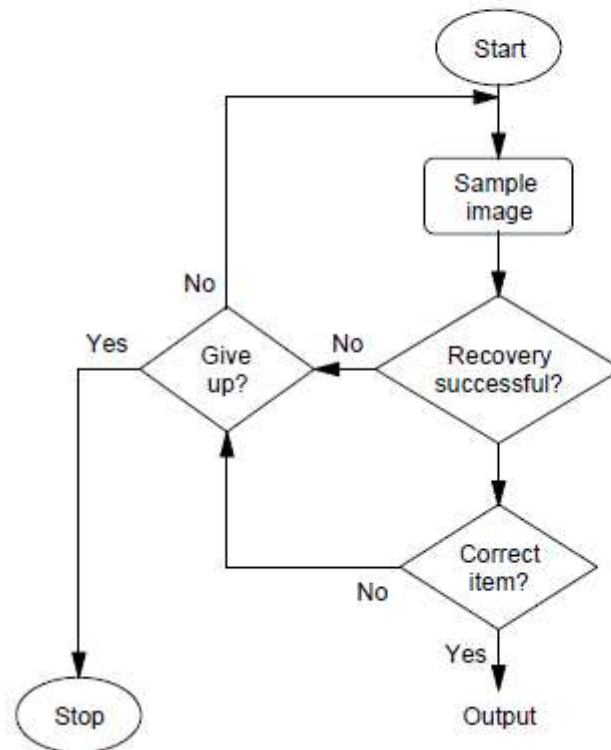 Start
Sample
image
No
Yes
Give
up?
No
Recovery
successful?
Correct
item?
No
Yes
Stop
Output